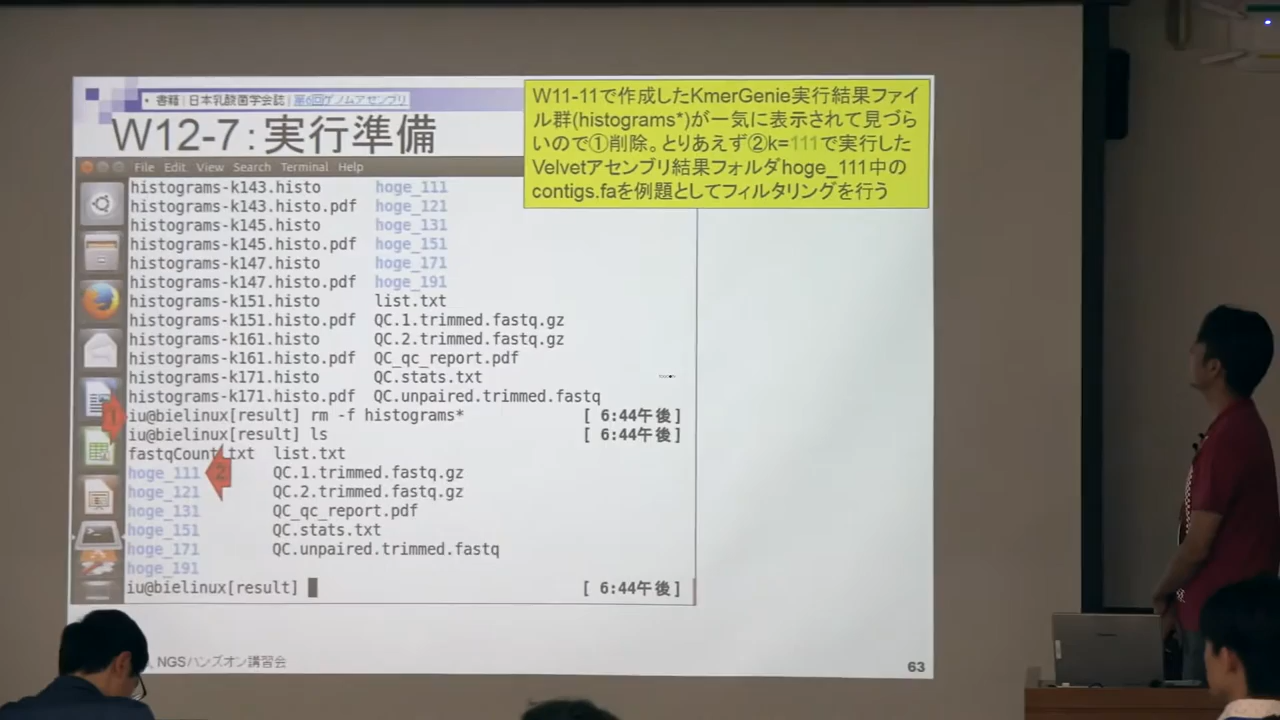 ・書籍 | 日本乳酸菌学会誌 | 第6回ゲノムアセンブリ
W12-7：実行準備
W11-11で作成したKmerGenie実行結果ファイ
ル群(histograms*)が一気に表示されて見づら
いので①削除。とりあえず②k=111で実行した
Velvetアセンブリ結果フォルダhoge_111中の
contigs.faを例題としてフィルタリングを行う
File Edit View Search Terminal Help
histograms-k143.histo hoge_111
histograms-k143.histo.pdf hoge_121
histograms-k145.histo hoge_131
histograms-k145.histo.pdf hoge_151
histograms-k147.histo hoge_171
histograms-k147.histo.pdf hoge_191
histograms-k151.histo list.txt
histograms-k151.histo.pdf QC.1.trimmed.fastq.gz
histograms-k161.histo QC.2.trimmed.fastq.gz
histograms-k161.histo.pdf QC_qc_report.pdf
histograms-k171.histo QC.stats.txt
histograms-k171.histo.pdf QC.unpaired.trimmed.fastq
① iu@bielinux[result] rm -f histograms* [ 6:44午後]
iu@bielinux[result] ls [ 6:44午後]
fastqCount.txt list.txt
hoge_111 ② QC.1.trimmed.fastq.gz
hoge_121 QC.2.trimmed.fastq.gz
hoge_131 QC_qc_report.pdf
hoge_151 QC.stats.txt
hoge_171 QC.unpaired.trimmed.fastq
hoge_191
iu@bielinux[result] [ 6:44午後]
NGSハンズオン講習会
63